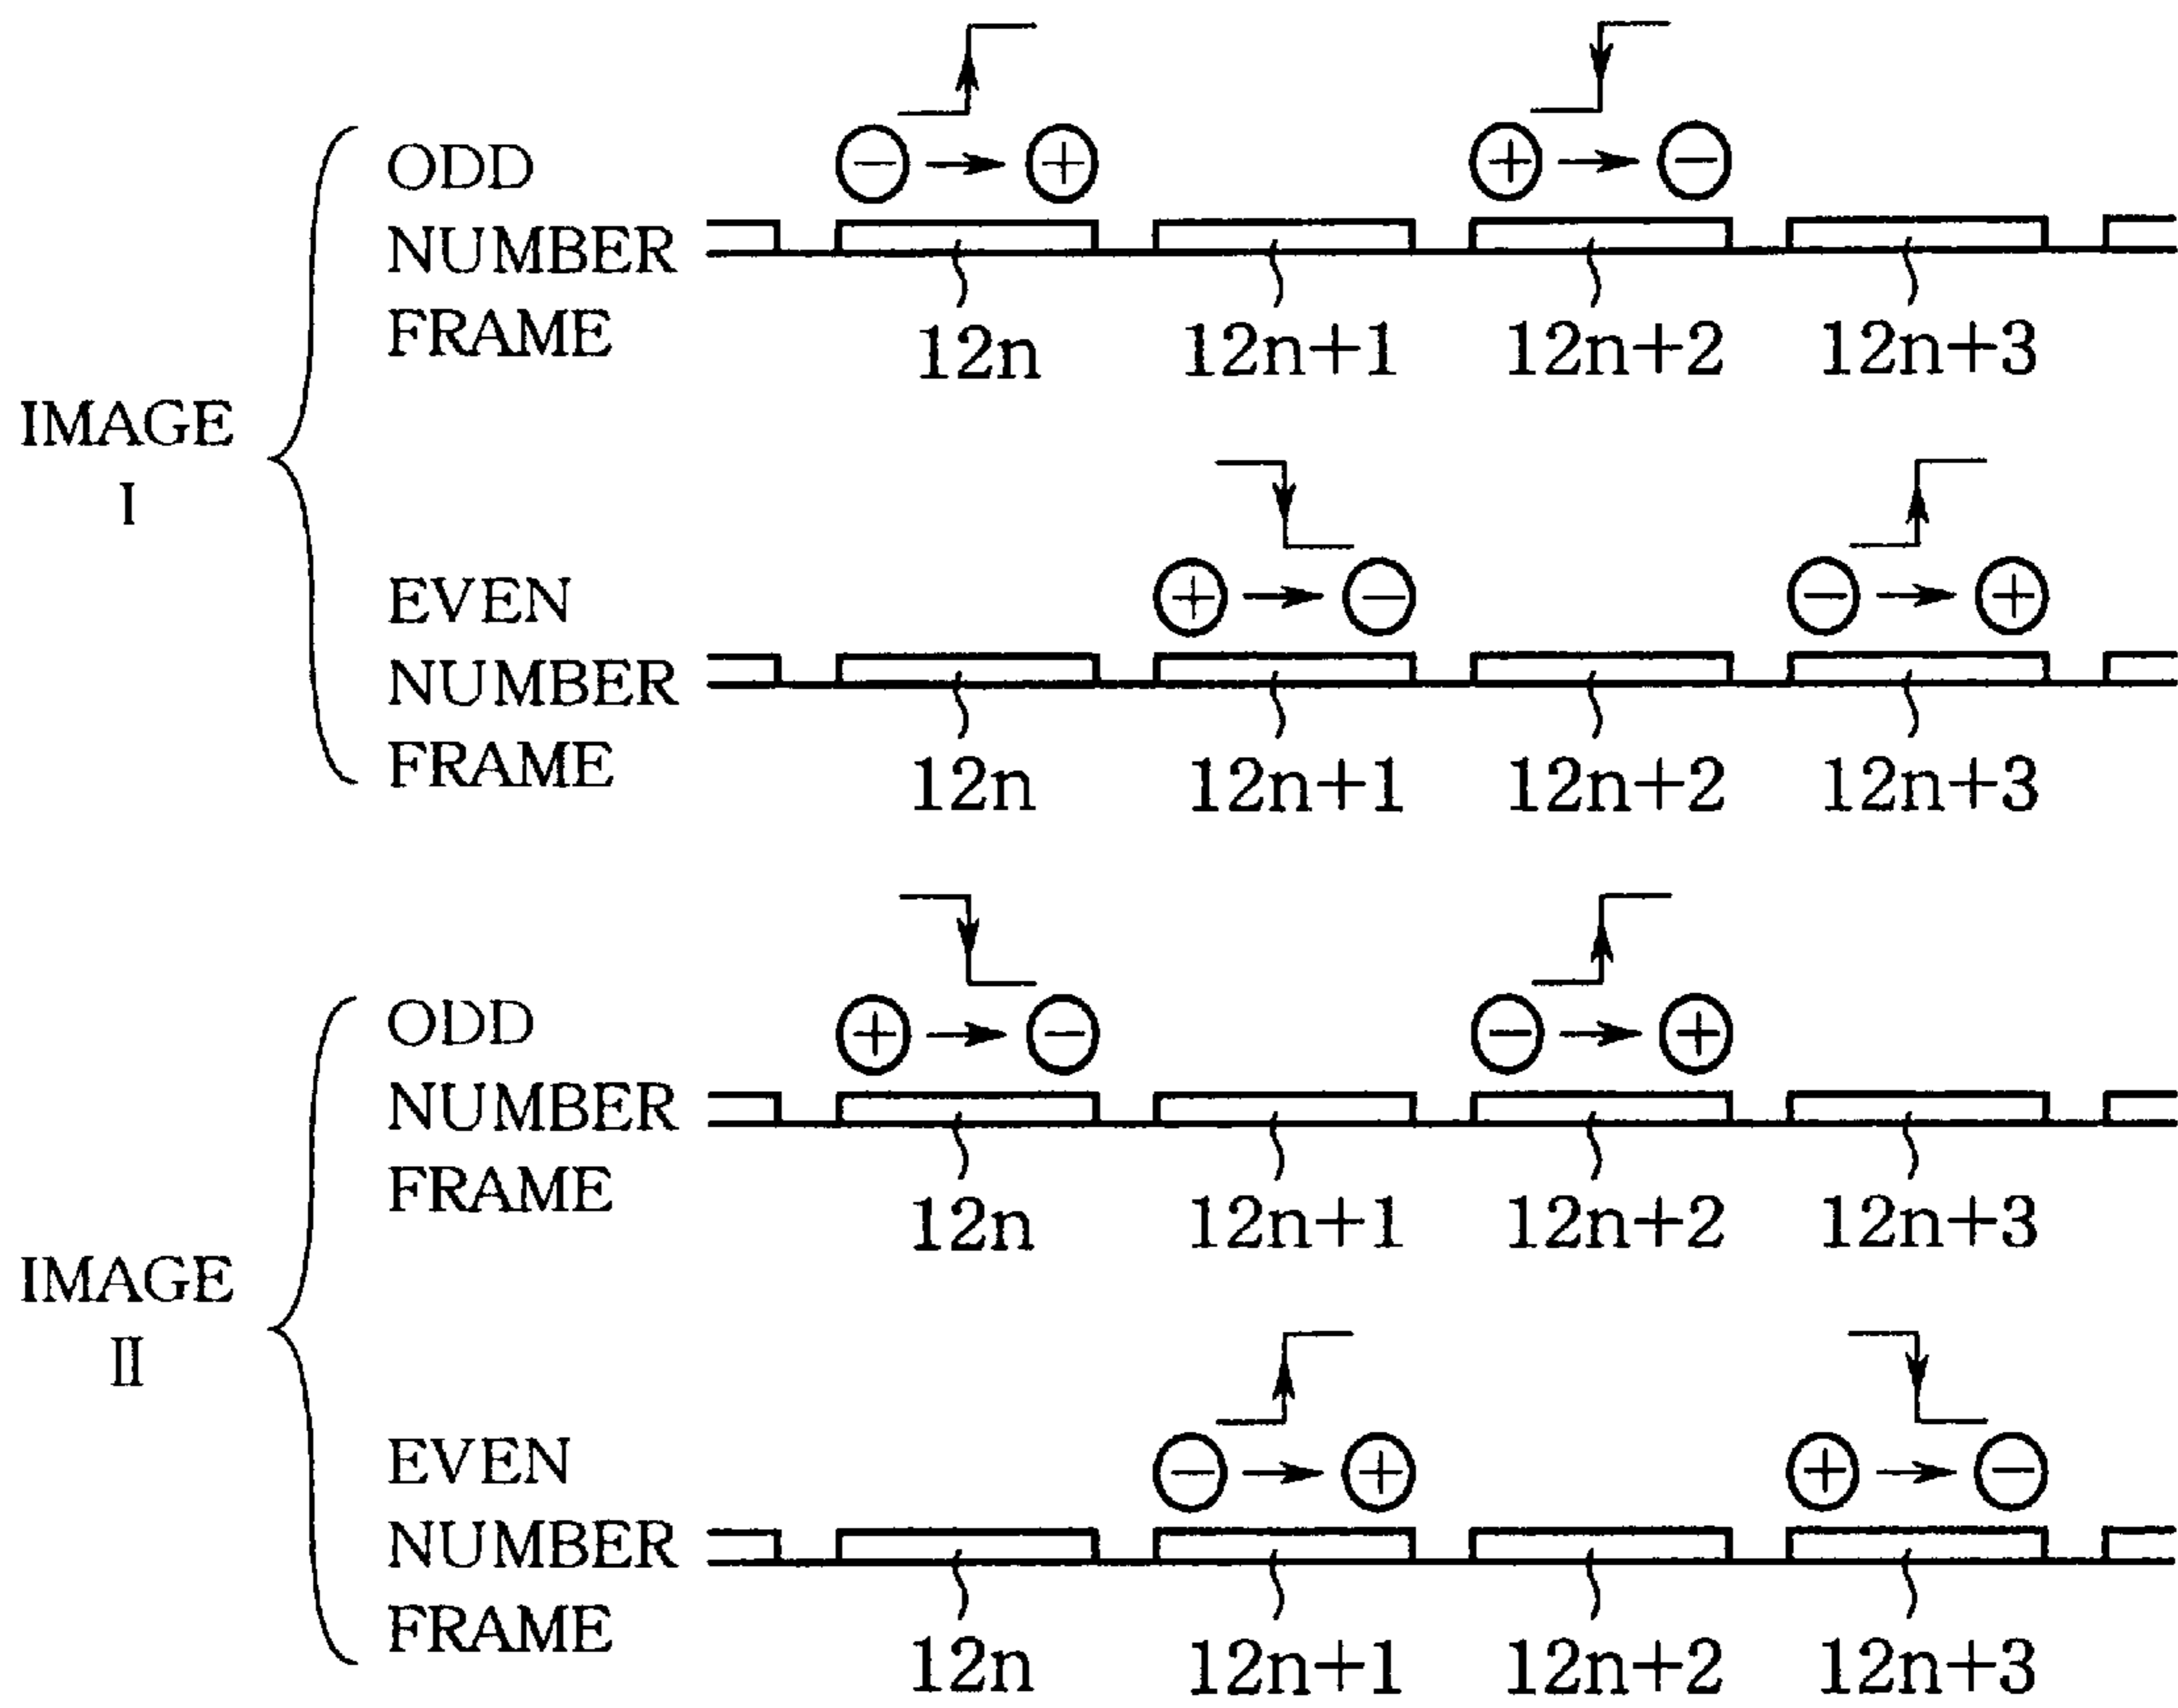 IMAGE
I
ODD
NUMBER
FRAME
⊖ → ⊕
⊕ → ⊖
12n 12n+1 12n+2 12n+3
EVEN
NUMBER
FRAME
⊕ → ⊖
⊖ → ⊕
12n 12n+1 12n+2 12n+3
IMAGE
II
ODD
NUMBER
FRAME
⊕ → ⊖
⊖ → ⊕
12n 12n+1 12n+2 12n+3
EVEN
NUMBER
FRAME
⊖ → ⊕
⊕ → ⊖
12n 12n+1 12n+2 12n+3